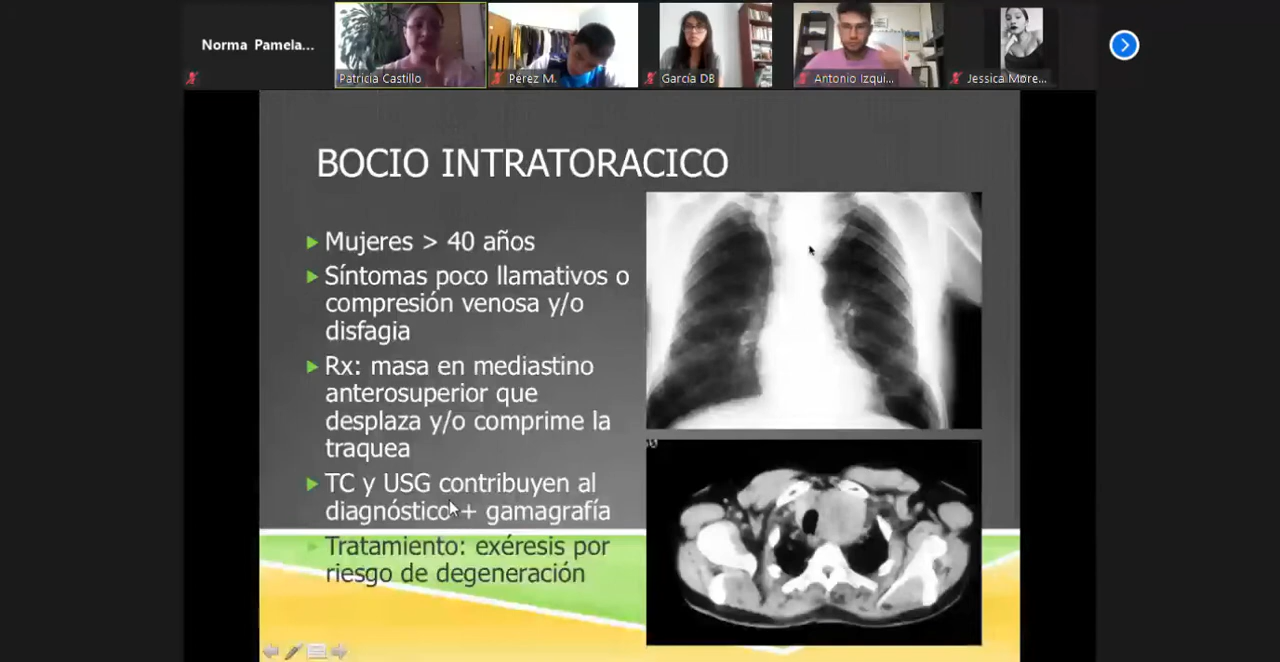 Norma Pamela...
Patricia Castillo
Pérez M.
García DB
Antonio Izqui...
Jessica More...
BOCIO INTRATORACICO
Mujeres > 40 años
Síntomas poco llamativos o
compresión venosa y/o
disfagia
Rx: masa en mediastino
anterosuperior que
desplaza y/o comprime la
traquea
TC y USG contribuyen al
diagnóstico + gamagrafía
Tratamiento: exéresis por
riesgo de degeneración